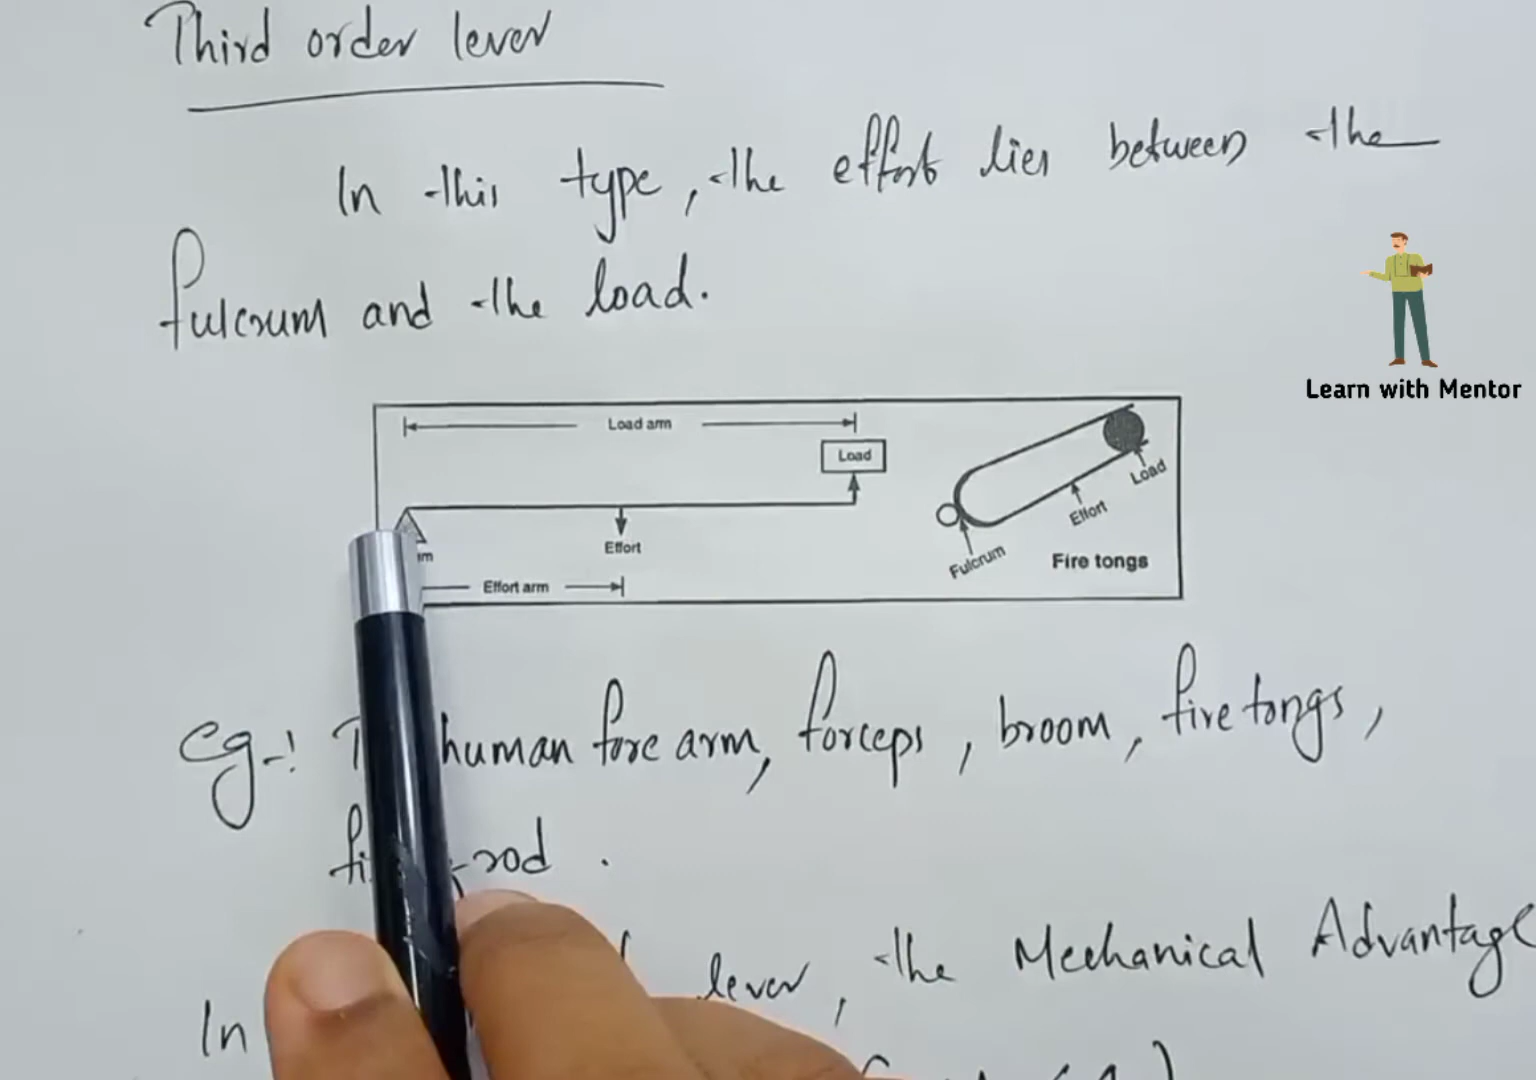 Third order lever
In this type, the effort lies between the
fulcrum and the load.
Learn with Mentor
Load arm
Load
Effort
Effort arm
Load
Effort
Fulcrum
Fire tongs
eg-: human fore arm, forceps, broom, fire tongs,
rod.
In lever, the Mechanical Advantage